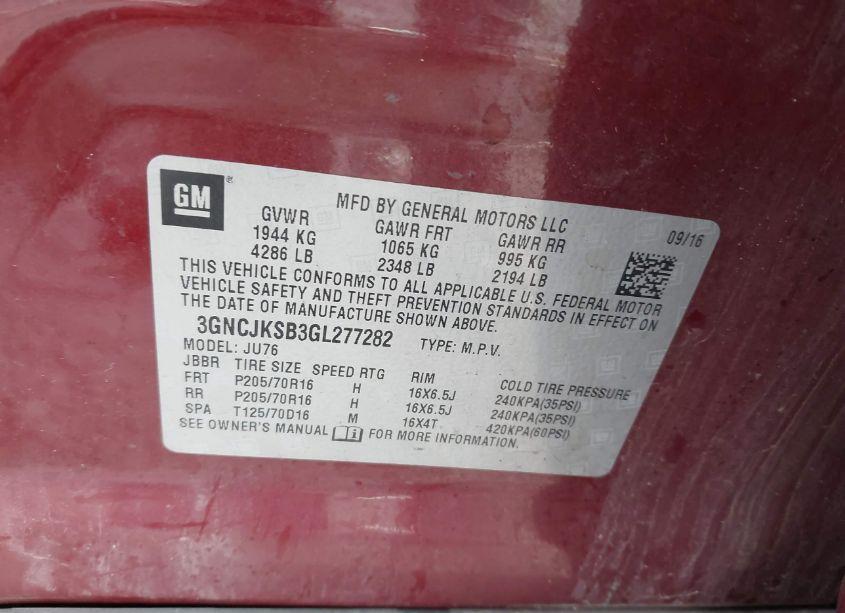 GM ®
MFD BY GENERAL MOTORS LLC
09/16
GVWR GAWR FRT GAWR RR
1944 KG 1065 KG 995 KG
4286 LB 2348 LB 2194 LB
THIS VEHICLE CONFORMS TO ALL APPLICABLE U.S. FEDERAL MOTOR
VEHICLE SAFETY AND THEFT PREVENTION STANDARDS IN EFFECT ON
THE DATE OF MANUFACTURE SHOWN ABOVE.
3GNCJKSB3GL277282 TYPE: M.P.V.
MODEL: JU76
JBBR TIRE SIZE SPEED RTG RIM COLD TIRE PRESSURE
FRT P205/70R16 H 16X6.5J 240KPA(35PSI)
RR P205/70R16 H 16X6.5J 240KPA(35PSI)
SPA T125/70D16 M 16X4T 420KPA(60PSI)
SEE OWNER'S MANUAL FOR MORE INFORMATION.